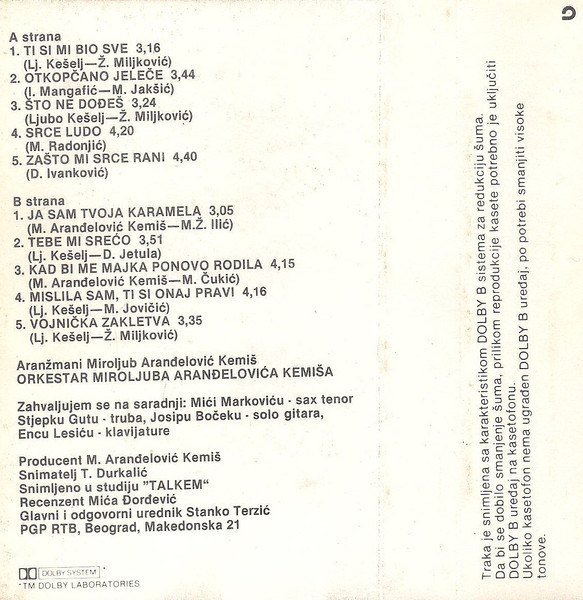 A strana
1. TI SI MI BIO SVE 3,16
(Lj. Kešelj—Ž. Miljković)
2. OTKOPČANO JELEČE 3,44
(I. Mangafić—M. Jakšić)
3. ŠTO NE DOĐEŠ 3,24
(Ljubo Kešelj—Ž. Miljković)
4. SRCE LUDO 4,20
(M. Radonjić)
5. ZAŠTO MI SRCE RANI 4,40
(D. Ivanković)
B strana
1. JA SAM TVOJA KARAMELA 3,05
(M. Aranđelović Kemiš—M.Ž. Ilić)
2. TEBE MI SREĆO 3,51
(Lj. Kešelj—D. Jetula)
3. KAD BI ME MAJKA PONOVO RODILA 4,15
(M. Aranđelović Kemiš—M. Čukić)
4. MISLILA SAM, TI SI ONAJ PRAVI 4,16
(Lj. Kešelj—M. Jovičić)
5. VOJNIČKA ZAKLETVA 3,35
(Lj. Kešelj—Ž. Miljković)
Aranžmani Miroljub Aranđelović Kemiš
ORKESTAR MIROLJUBA ARANĐELOVIĆA KEMIŠA
Zahvaljujem se na saradnji: Mići Markoviću - sax tenor
Stjepku Gutu - truba, Josipu Bočeku - solo gitara,
Encu Lesiću - klavijature
Producent M. Aranđelović Kemiš
Snimatelj T. Durkalić
Snimljeno u studiju ”TALKEM“
Recenzent Mića Đorđević
Glavni i odgovorni urednik Stanko Terzić
PGP RTB, Beograd, Makedonska 21
DOLBY SYSTEM *
*TM DOLBY LABORATORIES
Traka je snimljena sa karakteristikom DOLBY B sistema za redukciju šuma.
Da bi se dobilo smanjenje šuma, prilikom reprodukcije kasete potrebno je uključiti
DOLBY B uređaj na kasetofonu.
Ukoliko kasetofon nema ugrađen DOLBY B uređaj, po potrebi smanjiti visoke
tonove.